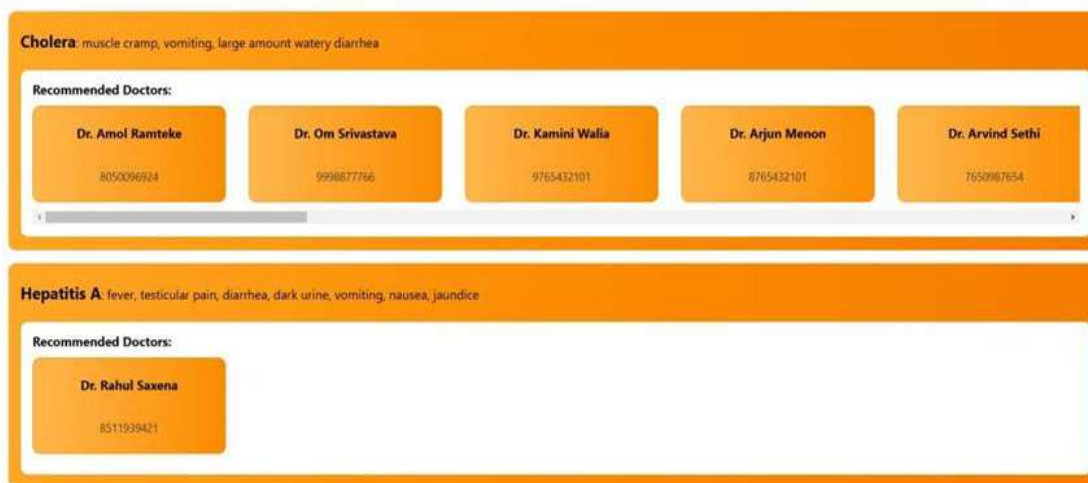 Cholera: muscle cramp, vomiting, large amount watery diarrhea
Recommended Doctors:
Dr. Amol Ramteke Dr. Om Srivastava Dr. Kamini Walia Dr. Arjun Menon Dr. Arvind Sethi
8050096924 9998877766 9765432101 8765432101 7650987654
Hepatitis A: fever, testicular pain, diarrhea, dark urine, vomiting, nausea, jaundice
Recommended Doctors:
Dr. Rahul Saxena
8511939421